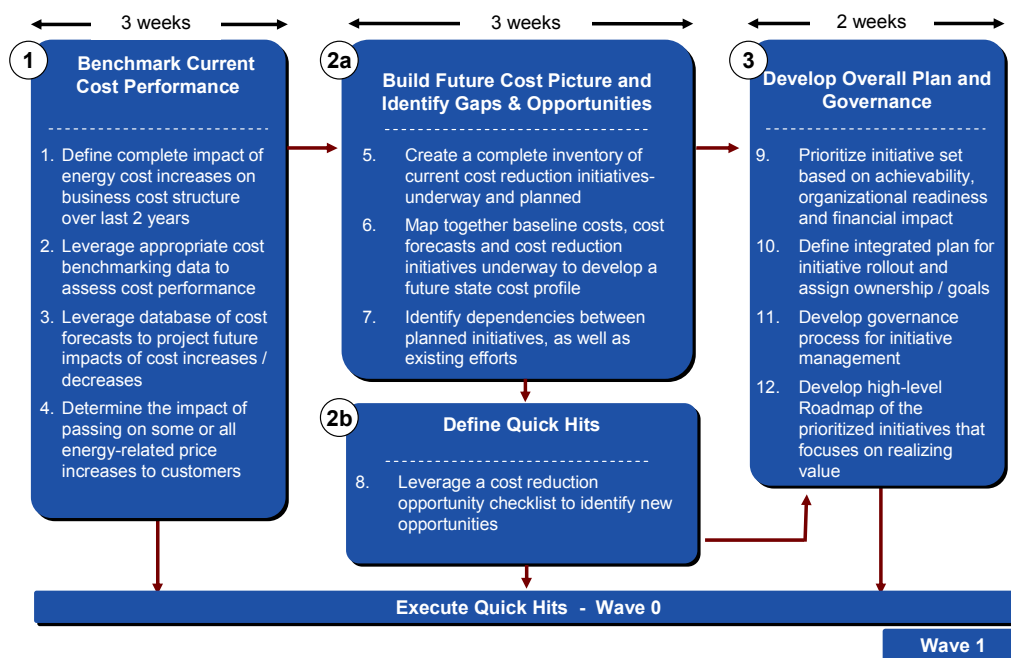 3 weeks
3 weeks
2 weeks
1
Benchmark Current
Cost Performance
1. Define complete impact of
energy cost increases on
business cost structure
over last 2 years
2. Leverage appropriate cost
benchmarking data to
assess cost performance
3. Leverage database of cost
forecasts to project future
impacts of cost increases /
decreases
4. Determine the impact of
passing on some or all
energy-related price
increases to customers
2a
Build Future Cost Picture and
Identify Gaps & Opportunities
5. Create a complete inventory of
current cost reduction initiatives-
underway and planned
6. Map together baseline costs, cost
forecasts and cost reduction
initiatives underway to develop a
future state cost profile
7. Identify dependencies between
planned initiatives, as well as
existing efforts
2b
Define Quick Hits
8. Leverage a cost reduction
opportunity checklist to identify new
opportunities
3
Develop Overall Plan and
Governance
9. Prioritize initiative set
based on achievability,
organizational readiness
and financial impact
10. Define integrated plan for
initiative rollout and
assign ownership / goals
11. Develop governance
process for initiative
management
12. Develop high-level
Roadmap of the
prioritized initiatives that
focuses on realizing
value
Execute Quick Hits - Wave 0
Wave 1